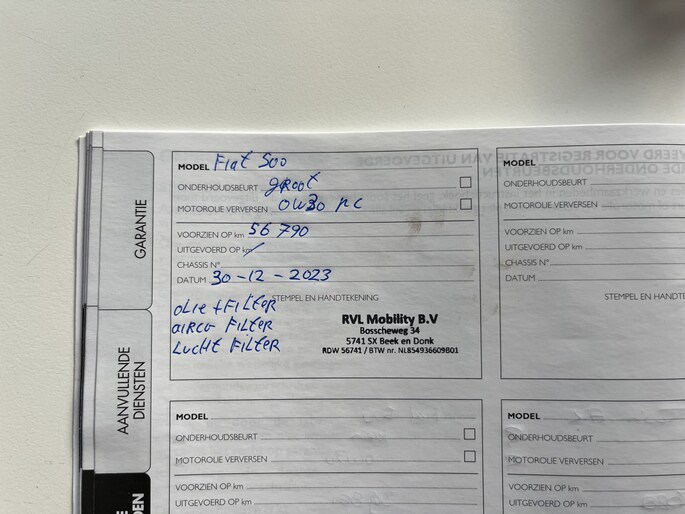 MODEL Fiat 500
ONDERHOUDSBEURT groot
MOTOROLIE VERVERSEN 0W30
VOORZIEN OP km 56 790
UITGEVOERD OP km
CHASSIS N°
DATUM 30-12-2023
STEMPEL EN HANDTEKENING
OLIE + FILTER
AIRCO FILTER
LUCHT FILTER
RVL Mobility B.V
Bosscheweg 34
5741 SX Beek en Donk
RDW 56741 / BTW nr. NL854936609B01
MODEL
ONDERHOUDSBEURT
MOTOROLIE VERVERSEN
VOORZIEN OP km
UITGEVOERD OP km
CHASSIS N°
DATUM
STEMPEL EN HANDTE
MODEL
ONDERHOUDSBEURT
MOTOROLIE VERVERSEN
VOORZIEN OP km
UITGEVOERD OP km
MODEL
ONDERHOUDSBEURT
MOTOROLIE VERVERSEN
VOORZIEN OP km
UITGEVOERD OP km
GARANTIE
AANVULLENDE
DIENSTEN